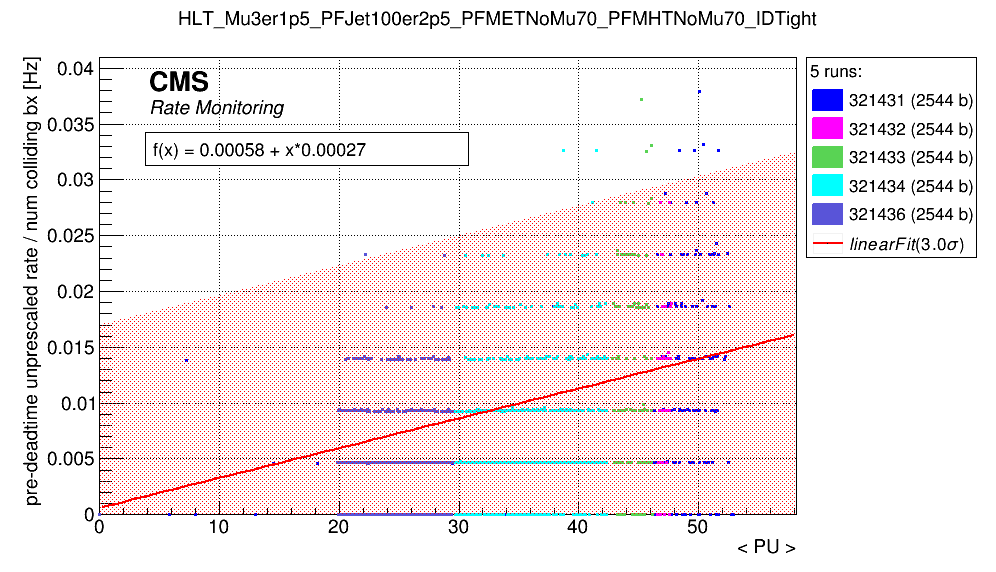 HLT_Mu3er1p5_PFJet100er2p5_PFMETNoMu70_PFMHTNoMu70_IDTight
pre-deadtime unprescaled rate / num colliding bx [Hz]
0.04
0.035
0.03
0.025
0.02
0.015
0.01
0.005
0
CMS
Rate Monitoring
f(x) = 0.00058 + x*0.00027
0 10 20 30 40 50
< PU >
5 runs:
321431 (2544 b)
321432 (2544 b)
321433 (2544 b)
321434 (2544 b)
321436 (2544 b)
linearFit(3.0σ)